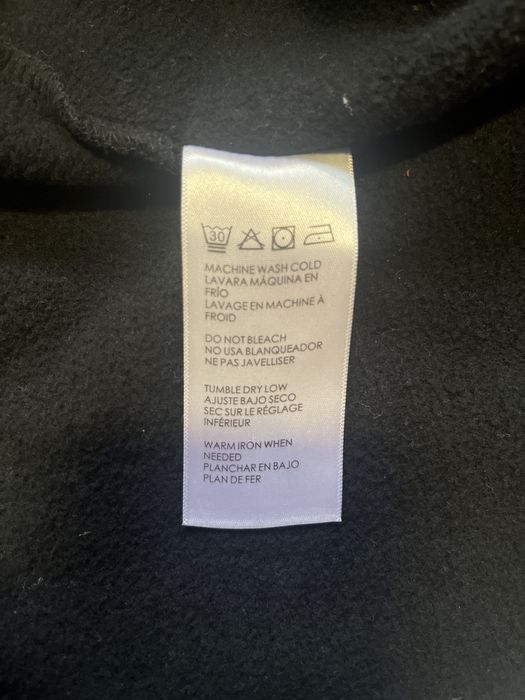 30
MACHINE WASH COLD
LAVARA MÁQUINA EN
FRÍO
LAVAGE EN MACHINE À
FROID
DO NOT BLEACH
NO USA BLANQUEADOR
NE PAS JAVELLISER
TUMBLE DRY LOW
AJUSTE BAJO SECO
SEC SUR LE RÉGLAGE
INFÉRIEUR
WARM IRON WHEN
NEEDED
PLANCHAR EN BAJO
PLAN DE FER